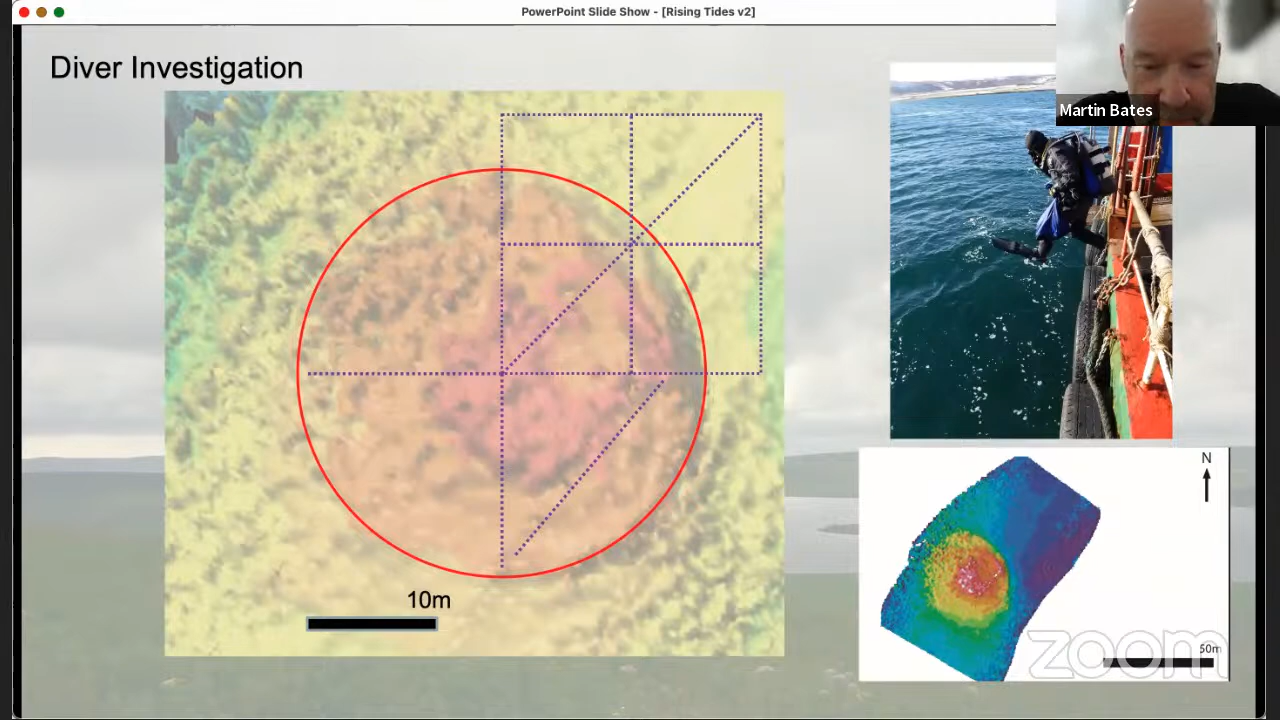 PowerPoint Slide Show - [Rising Tides v2]
Diver Investigation
Martin Bates
10m
N
50m
zoom